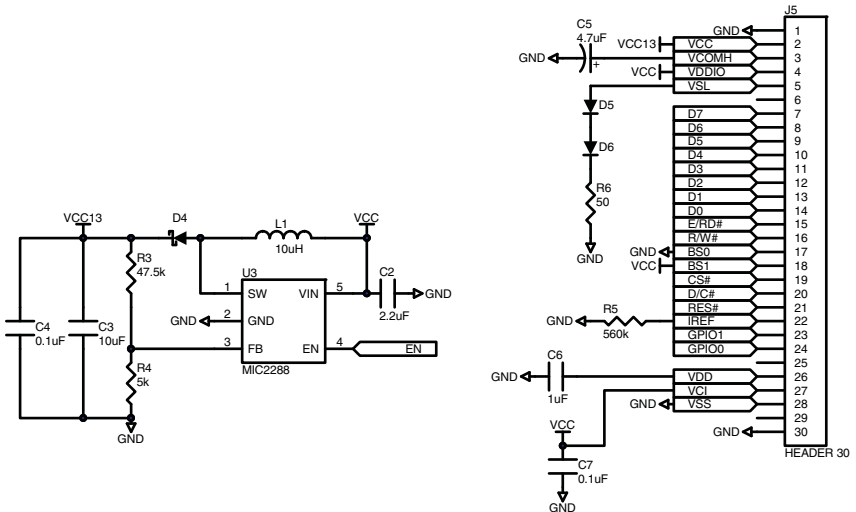 J5
HEADER 30
GND
1
VCC13
VCC
2
C5
4.7uF
GND
+
VCOMH
3
VCC
VDDIO
4
VSL
5
6
D5
D6
R6
50
GND
D7
7
D6
8
D5
9
D4
10
D3
11
D2
12
D1
13
D0
14
E/RD#
15
R/W#
16
GND
BS0
17
VCC
BS1
18
CS#
19
D/C#
20
RES#
21
GND
R5
560k
IREF
22
GPIO1
23
GPIO0
24
25
C6
1uF
GND
VDD
26
VCI
27
GND
VSS
28
29
GND
30
VCC
C7
0.1uF
GND
VCC13
D4
L1
10uH
VCC
R3
47.5k
U3
1
SW
VIN
5
C2
2.2uF
GND
GND
2
GND
3
FB
EN
4
EN
MIC2288
C4
0.1uF
C3
10uF
R4
5k
GND